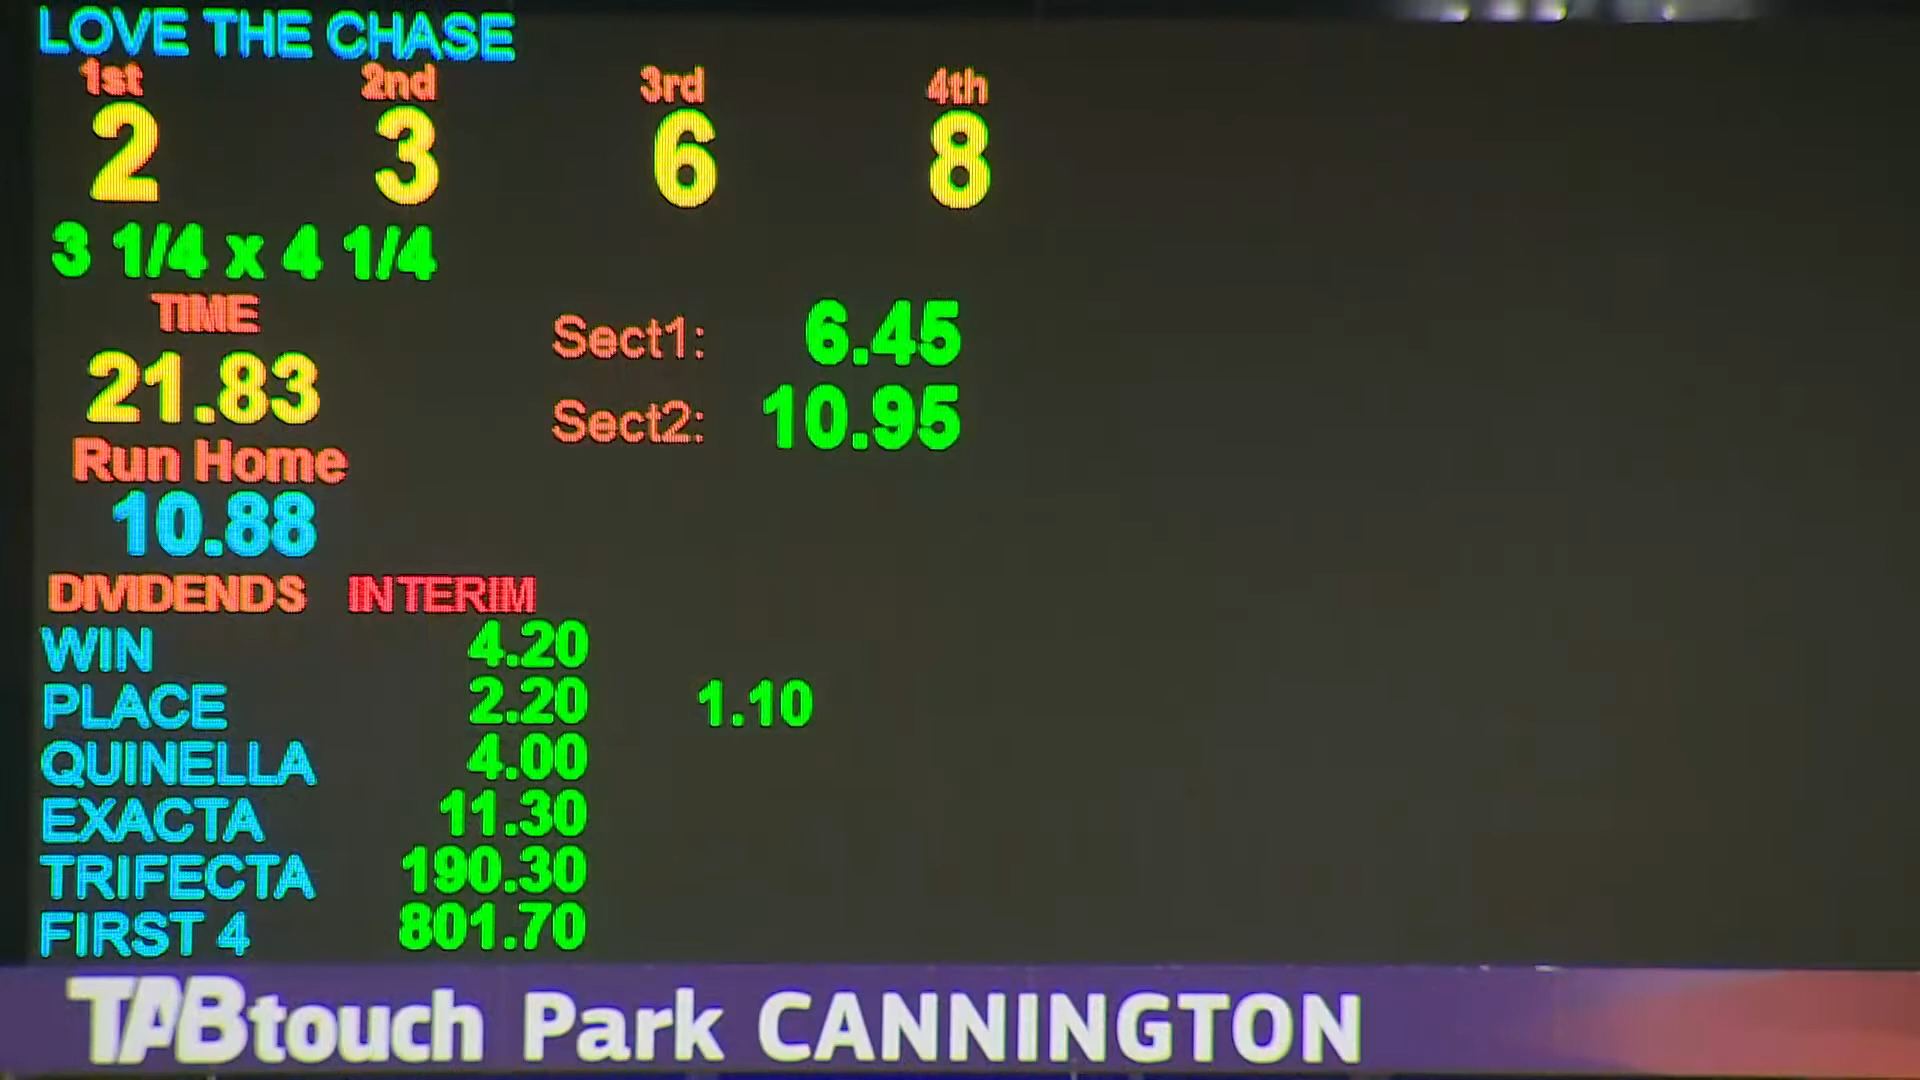 LOVE THE CHASE
1st 2nd 3rd 4th
2 3 6 8
3 1/4 x 4 1/4
TIME
21.83
Sect1: 6.45
Sect2: 10.95
Run Home
10.88
DIVIDENDS INTERIM
WIN 4.20
PLACE 2.20 1.10
QUINELLA 4.00
EXACTA 11.30
TRIFECTA 190.30
FIRST 4 801.70
TABtouch Park CANNINGTON